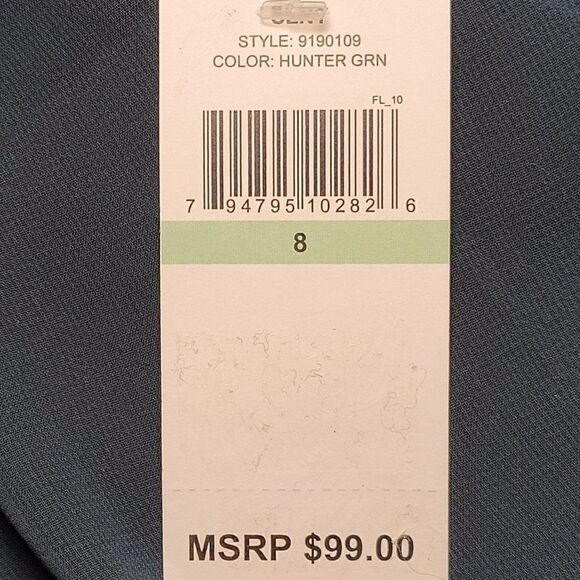 STYLE: 9190109
COLOR: HUNTER GRN
FL_10
7 94795 10282 6
8
MSRP $99.00